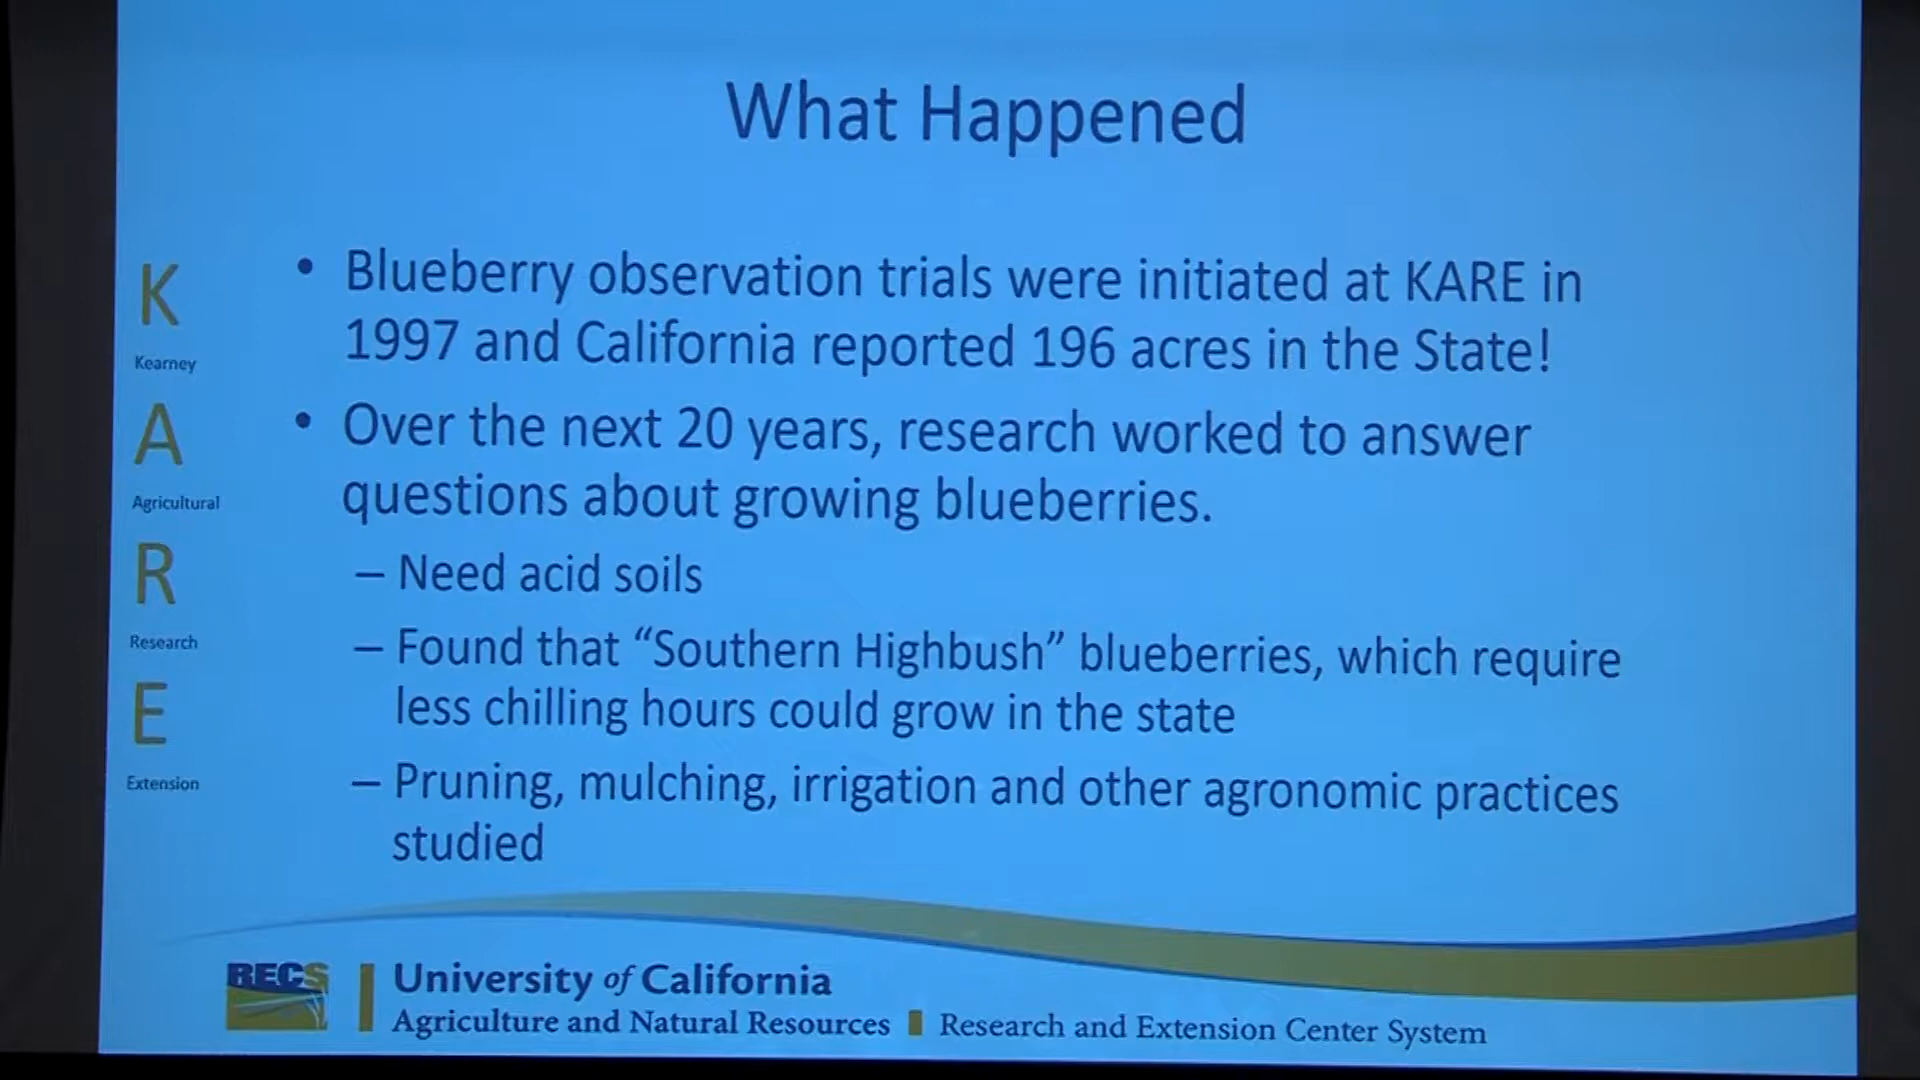 What Happened
• Blueberry observation trials were initiated at KARE in
1997 and California reported 196 acres in the State!
• Over the next 20 years, research worked to answer
questions about growing blueberries.
– Need acid soils
– Found that “Southern Highbush” blueberries, which require
less chilling hours could grow in the state
– Pruning, mulching, irrigation and other agronomic practices
studied
K
Kearney
A
Agricultural
R
Research
E
Extension
RECS
University of California
Agriculture and Natural Resources
Research and Extension Center System